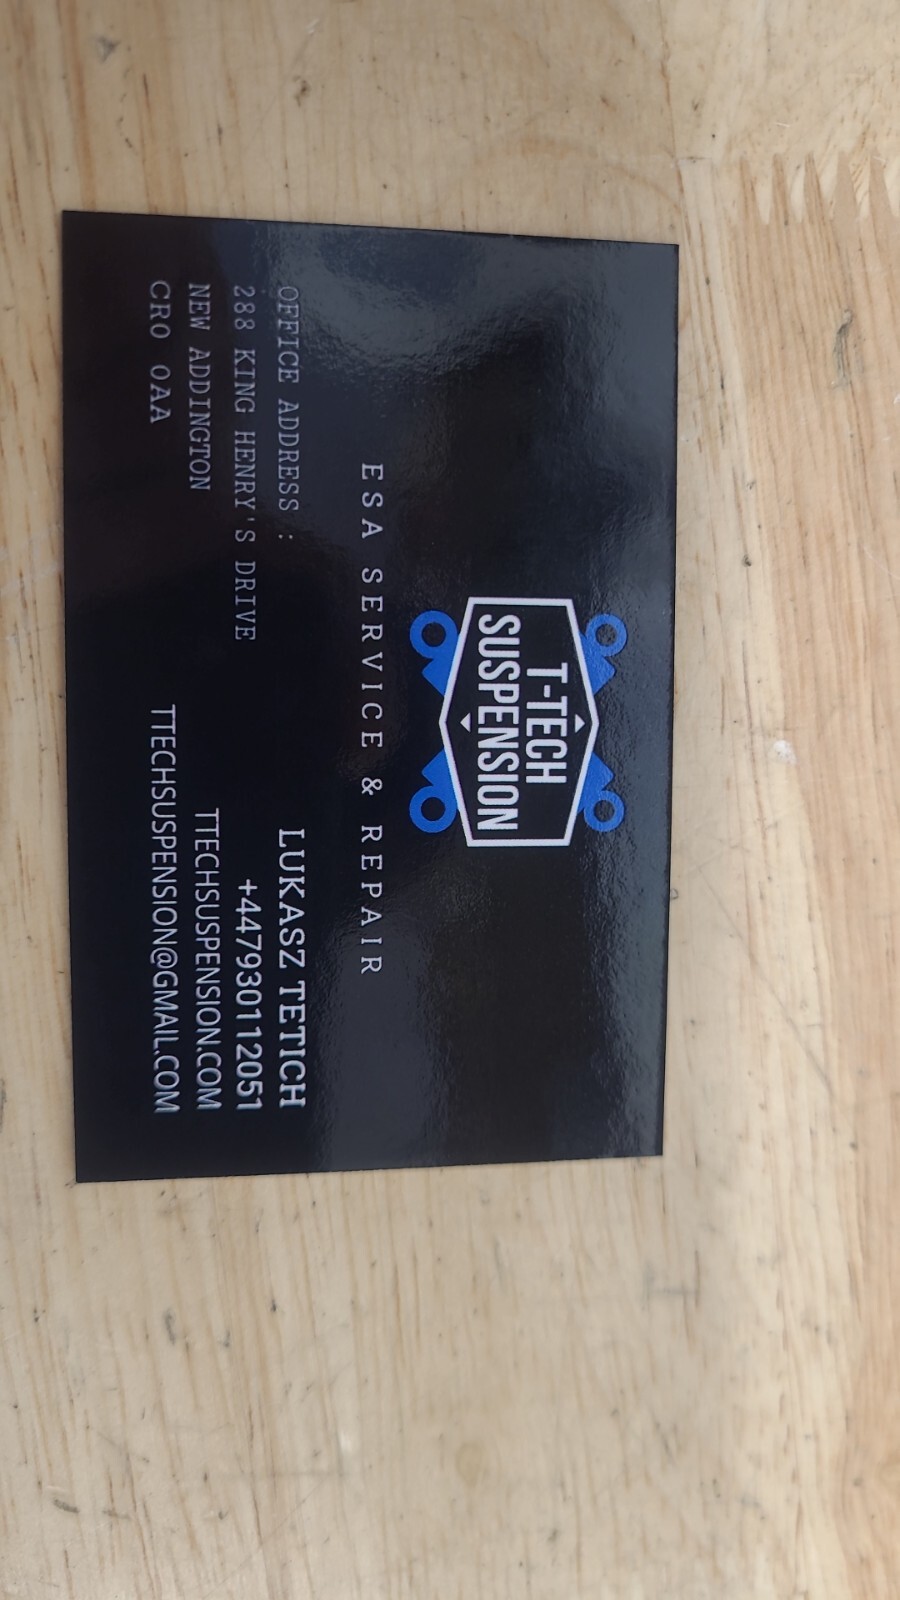 T-TECH
SUSPENSION
ESA SERVICE & REPAIR
OFFICE ADDRESS :
288 KING HENRY'S DRIVE
NEW ADDINGTON
CR0 0AA
LUKASZ TETICH
+447930112051
TTECHSUSPENSION.COM
TTECHSUSPENSION@GMAIL.COM